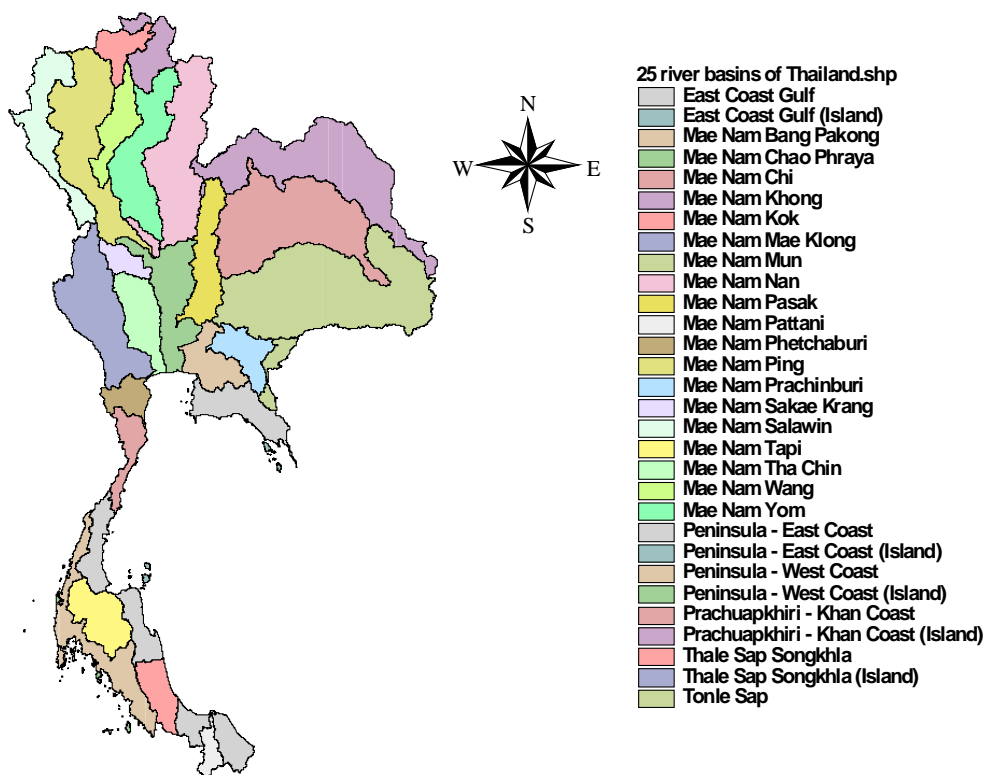 25 river basins of Thailand.shp
East Coast Gulf
East Coast Gulf (Island)
Mae Nam Bang Pakong
Mae Nam Chao Phraya
Mae Nam Chi
Mae Nam Khong
Mae Nam Kok
Mae Nam Mae Klong
Mae Nam Mun
Mae Nam Nan
Mae Nam Pasak
Mae Nam Pattani
Mae Nam Phetchaburi
Mae Nam Ping
Mae Nam Prachinburi
Mae Nam Sakae Krang
Mae Nam Salawin
Mae Nam Tapi
Mae Nam Tha Chin
Mae Nam Wang
Mae Nam Yom
Peninsula - East Coast
Peninsula - East Coast (Island)
Peninsula - West Coast
Peninsula - West Coast (Island)
Prachuapkhiri - Khan Coast
Prachuapkhiri - Khan Coast (Island)
Thale Sap Songkhla
Thale Sap Songkhla (Island)
Tonle Sap
N
W E
S